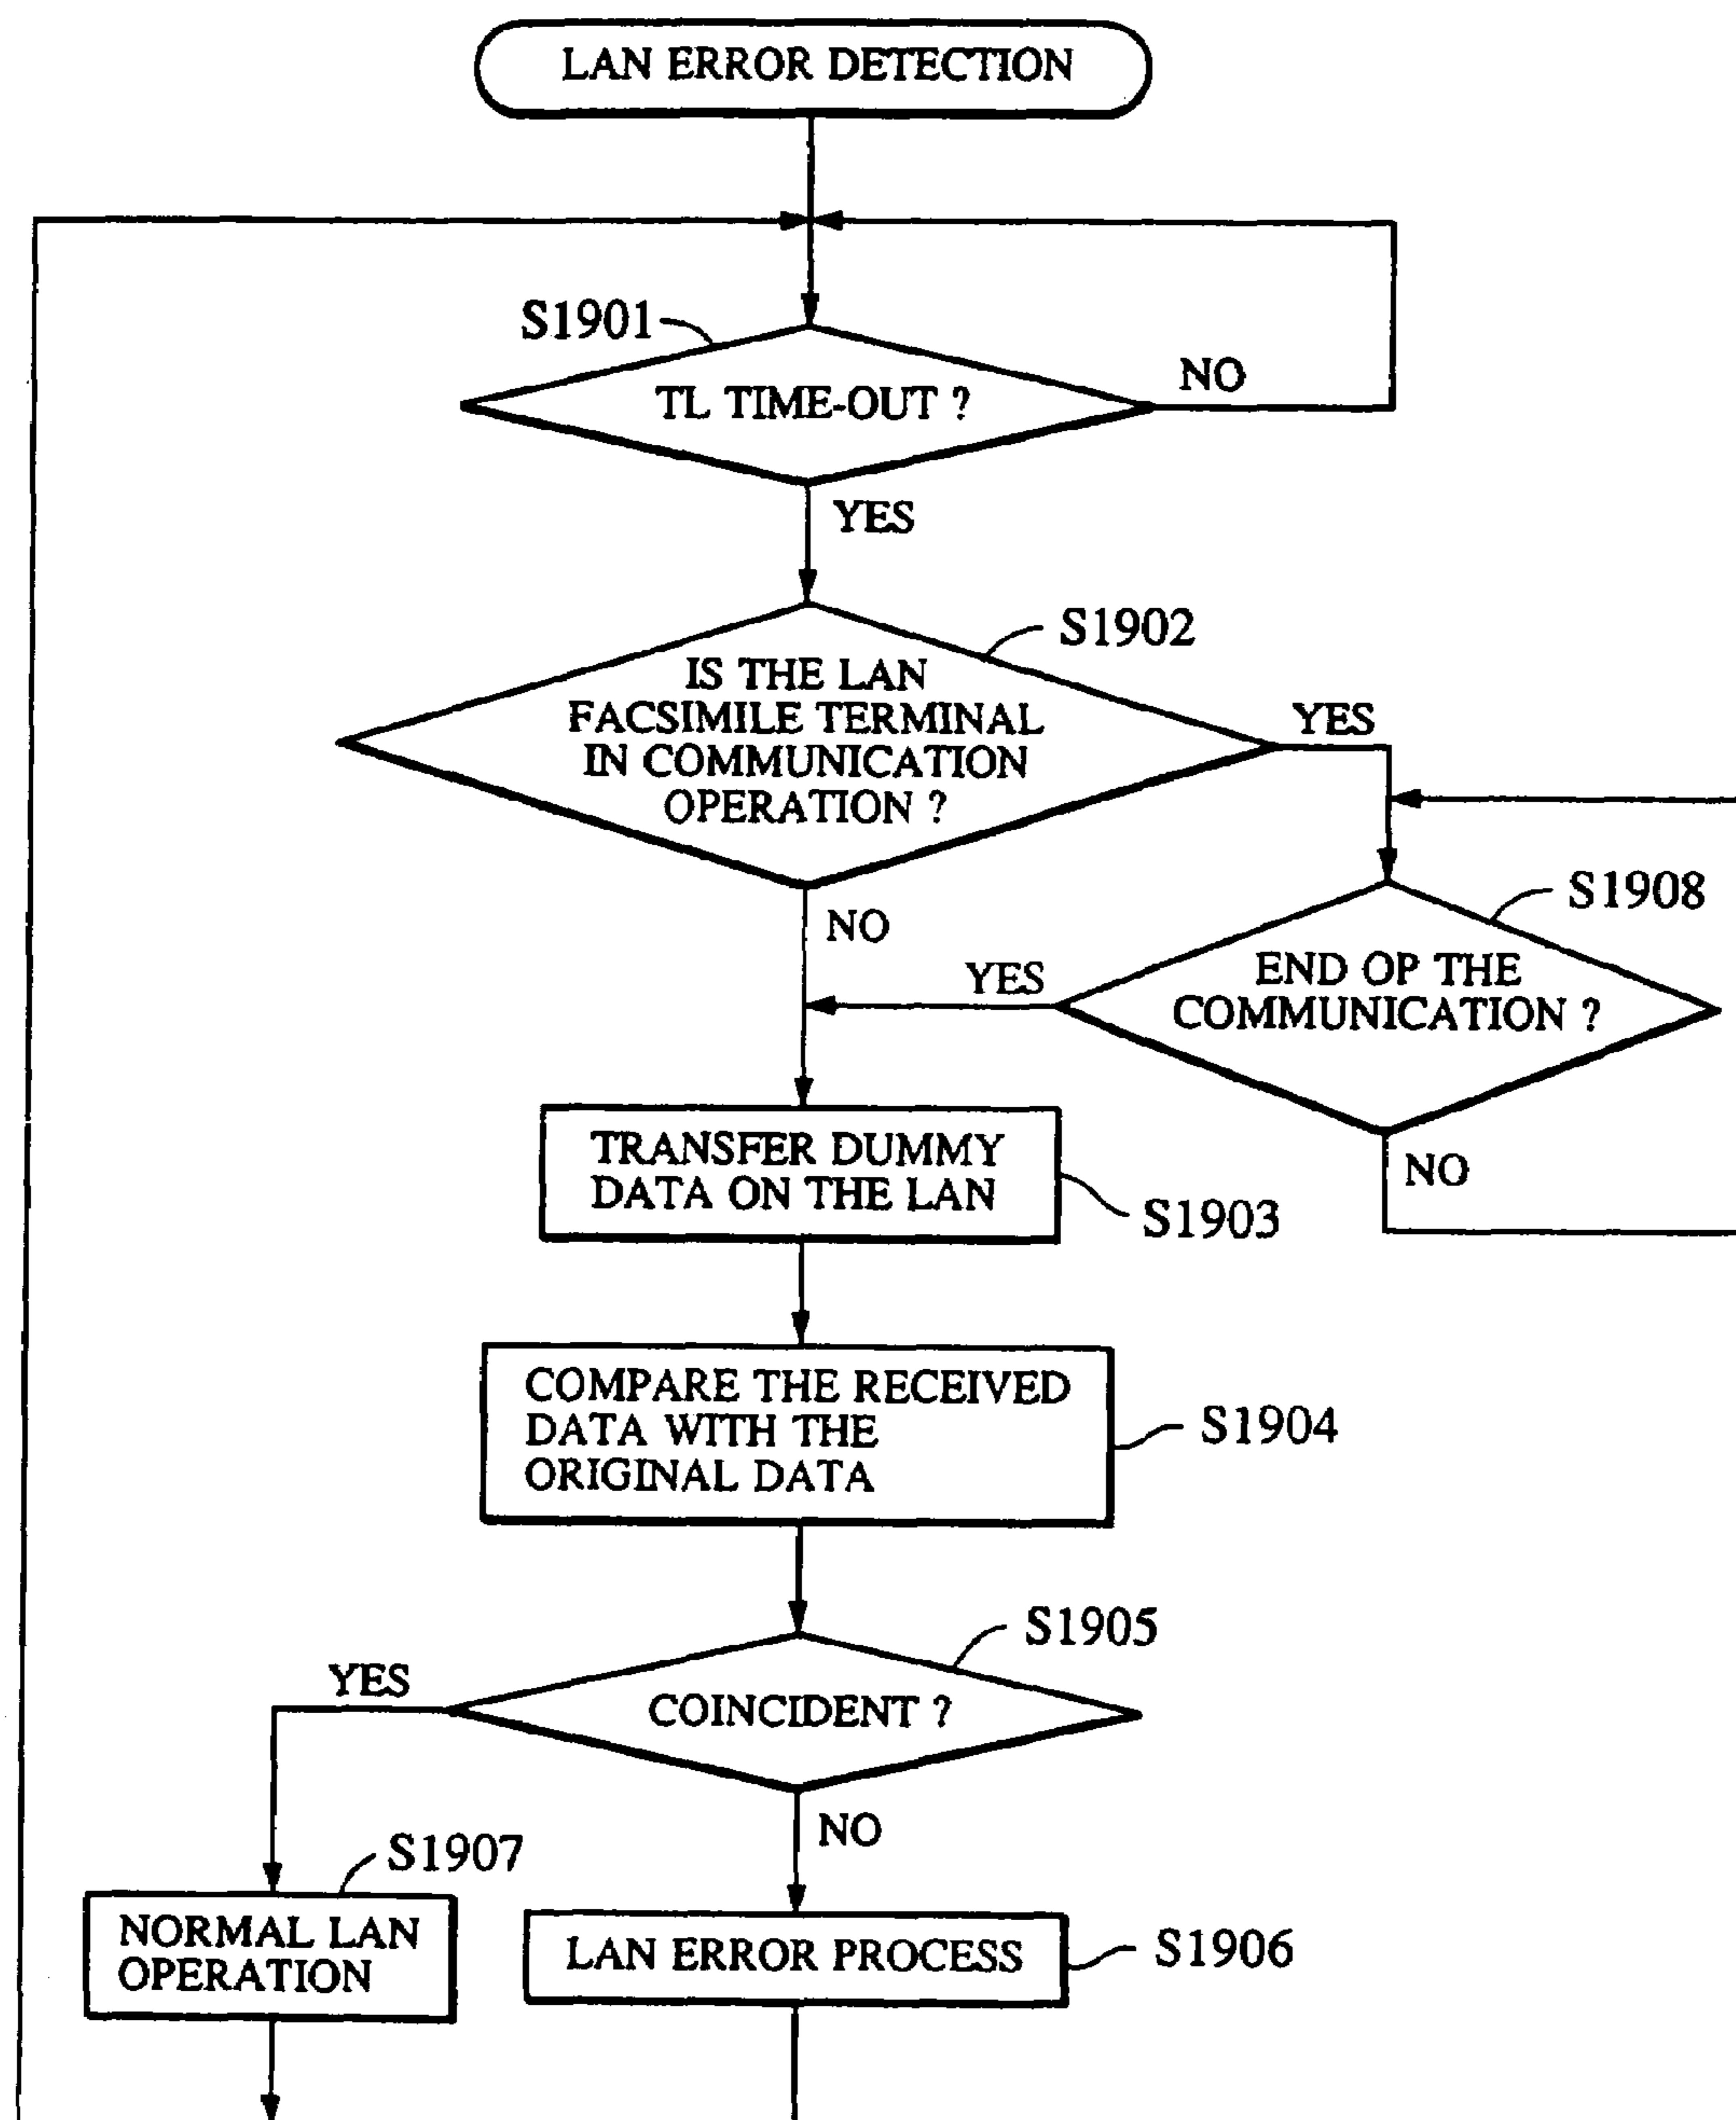 LAN ERROR DETECTION
S1901
TL TIME-OUT ?
NO
YES
S1902
IS THE LAN
FACSIMILE TERMINAL
IN COMMUNICATION
OPERATION ?
YES
NO
S1908
END OP THE
COMMUNICATION ?
YES
NO
TRANSFER DUMMY
DATA ON THE LAN
S1903
COMPARE THE RECEIVED
DATA WITH THE
ORIGINAL DATA
S1904
S1905
COINCIDENT ?
YES
NO
S1907
NORMAL LAN
OPERATION
LAN ERROR PROCESS
S1906